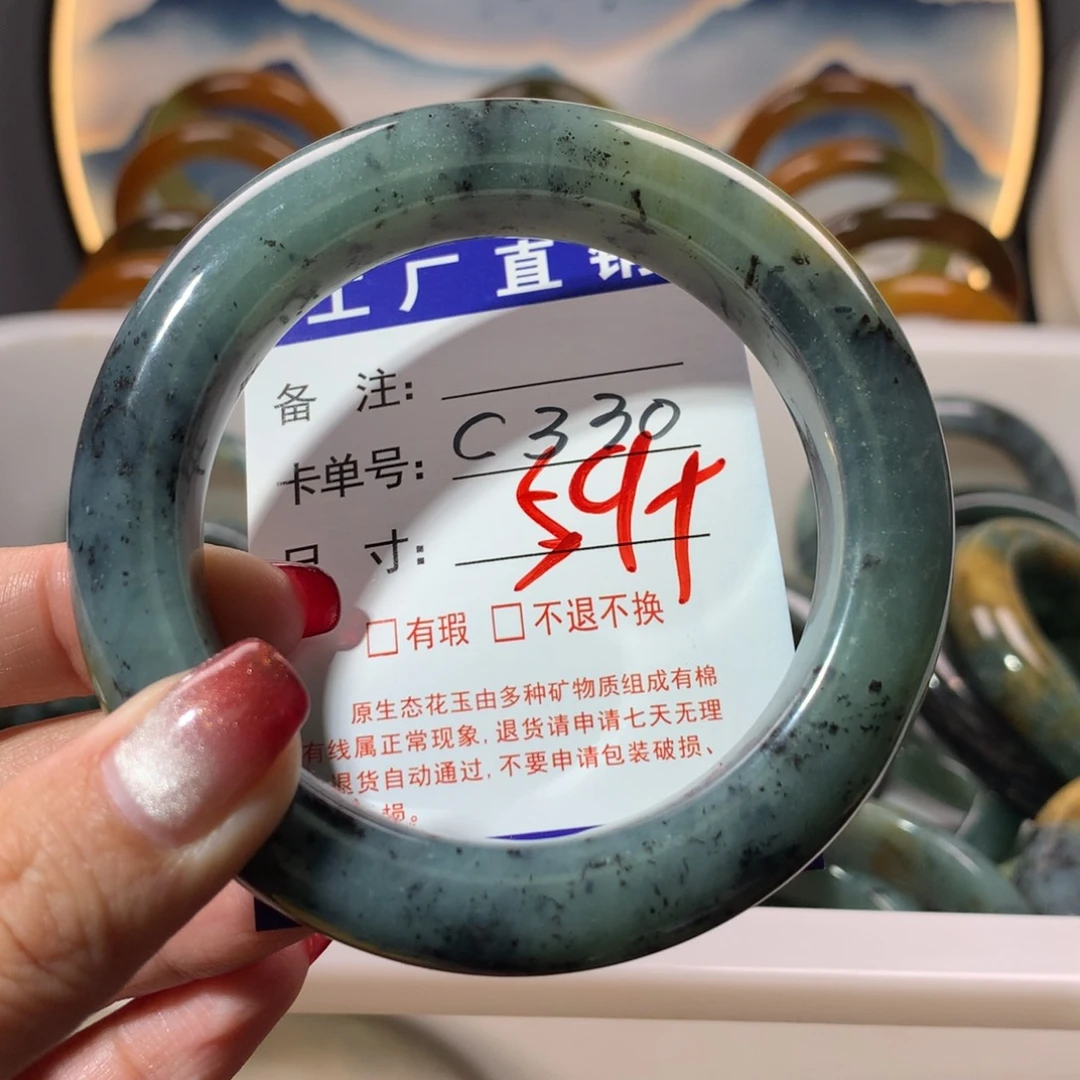 工厂直销
备 注:
卡单号: C330
尺 寸: 59+
□有瑕 □不退不换
原生态花玉由多种矿物质组成有棉
有线属正常现象,退货请申请七天无理
退货自动通过,不要申请包装破损、
损。